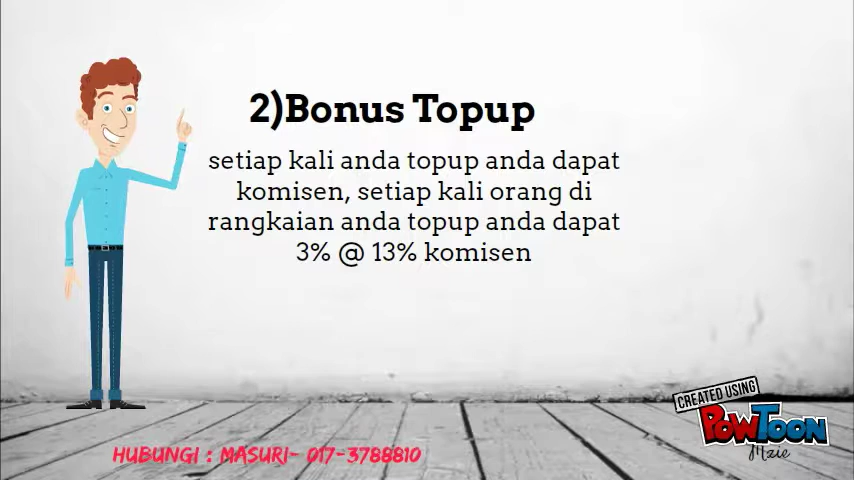 2)Bonus Topup
setiap kali anda topup anda dapat
komisen, setiap kali orang di
rangkaian anda topup anda dapat
3% @ 13% komisen
CREATED USING
POWTOON
Mzie
HUBUNGI : MASURI- 017-3788810